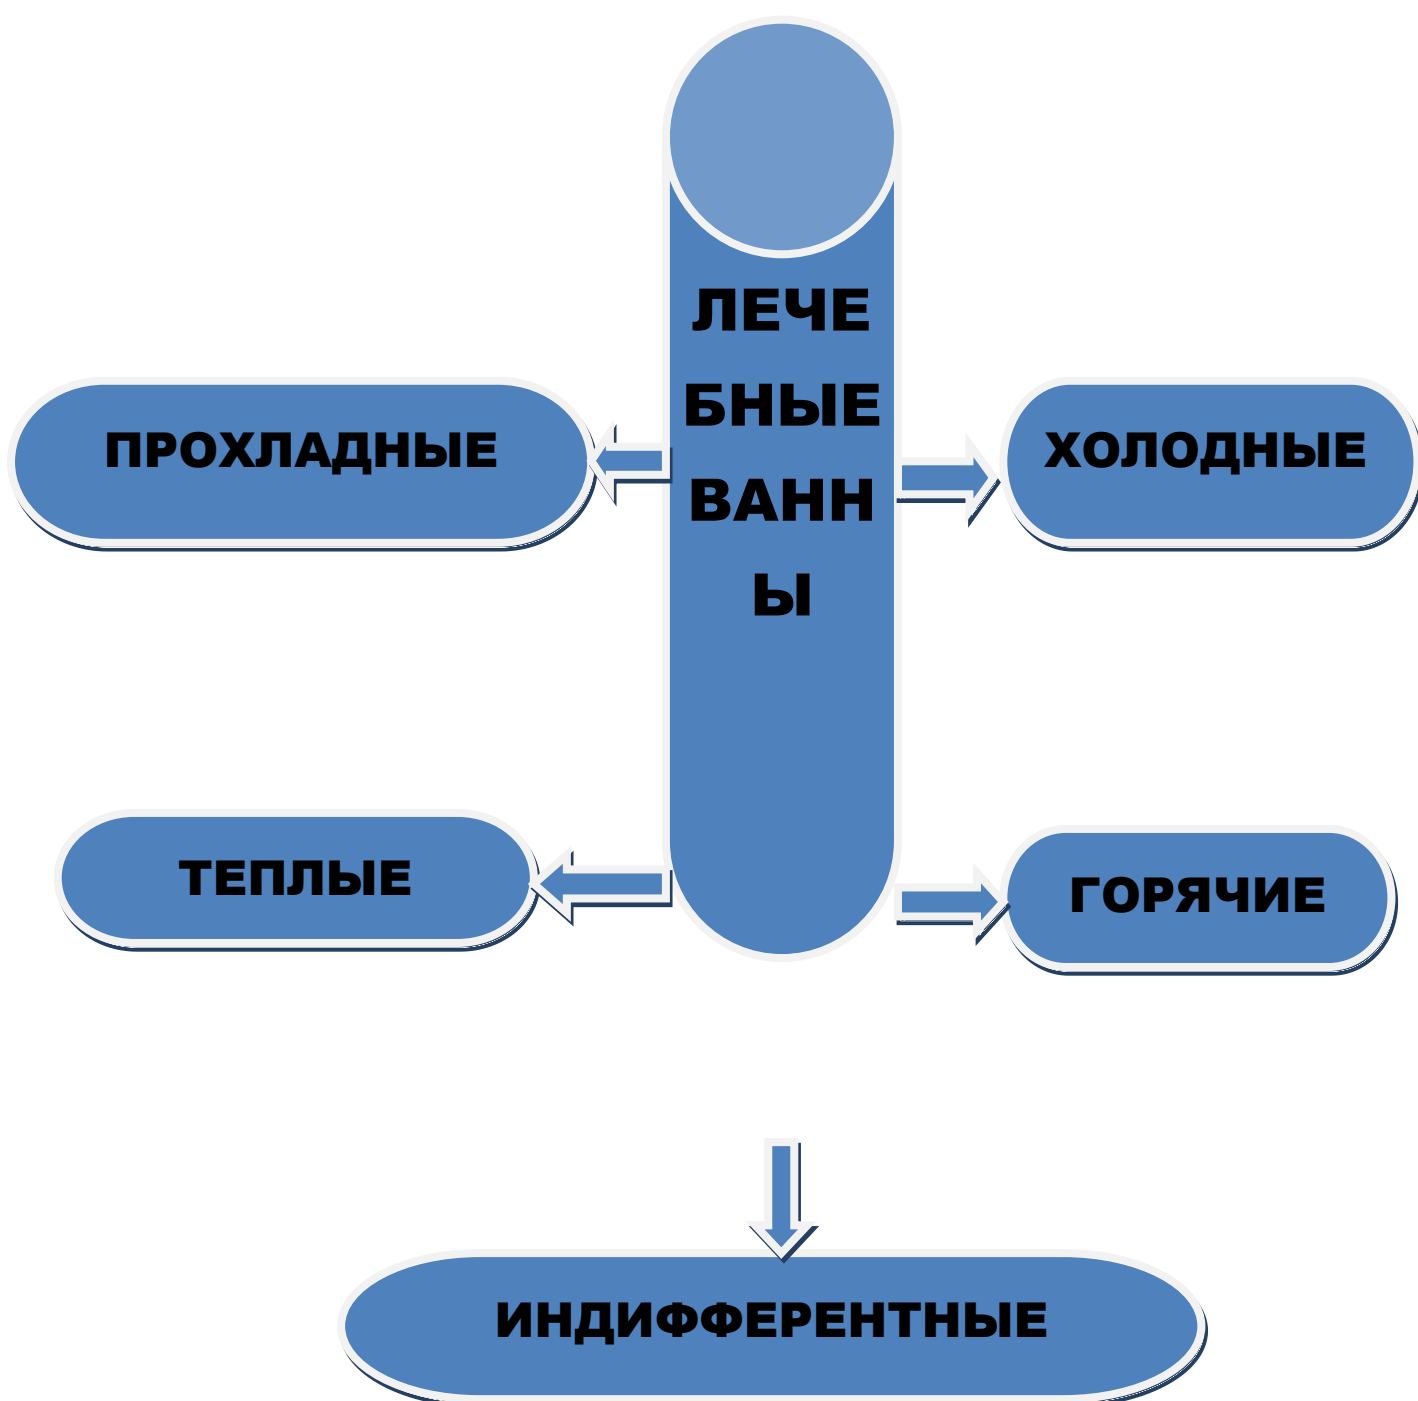 ЛЕЧЕ
БНЫЕ
ВАНН
Ы
ПРОХЛАДНЫЕ
ХОЛОДНЫЕ
ТЕПЛЫЕ
ГОРЯЧИЕ
ИНДИФФЕРЕНТНЫЕ